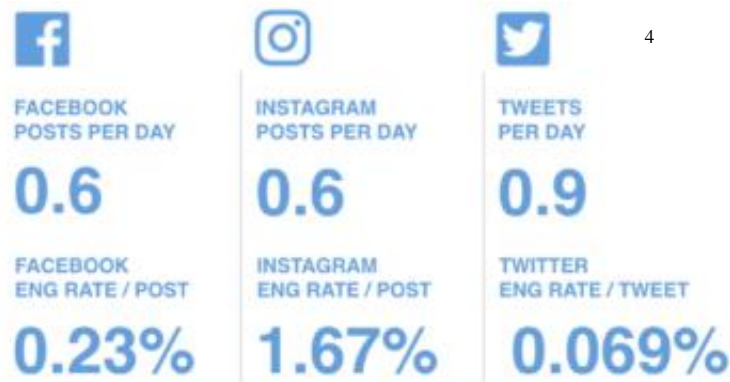 4
FACEBOOK
POSTS PER DAY
0.6
FACEBOOK
ENG RATE / POST
0.23%
INSTAGRAM
POSTS PER DAY
0.6
INSTAGRAM
ENG RATE / POST
1.67%
TWEETS
PER DAY
0.9
TWITTER
ENG RATE / TWEET
0.069%